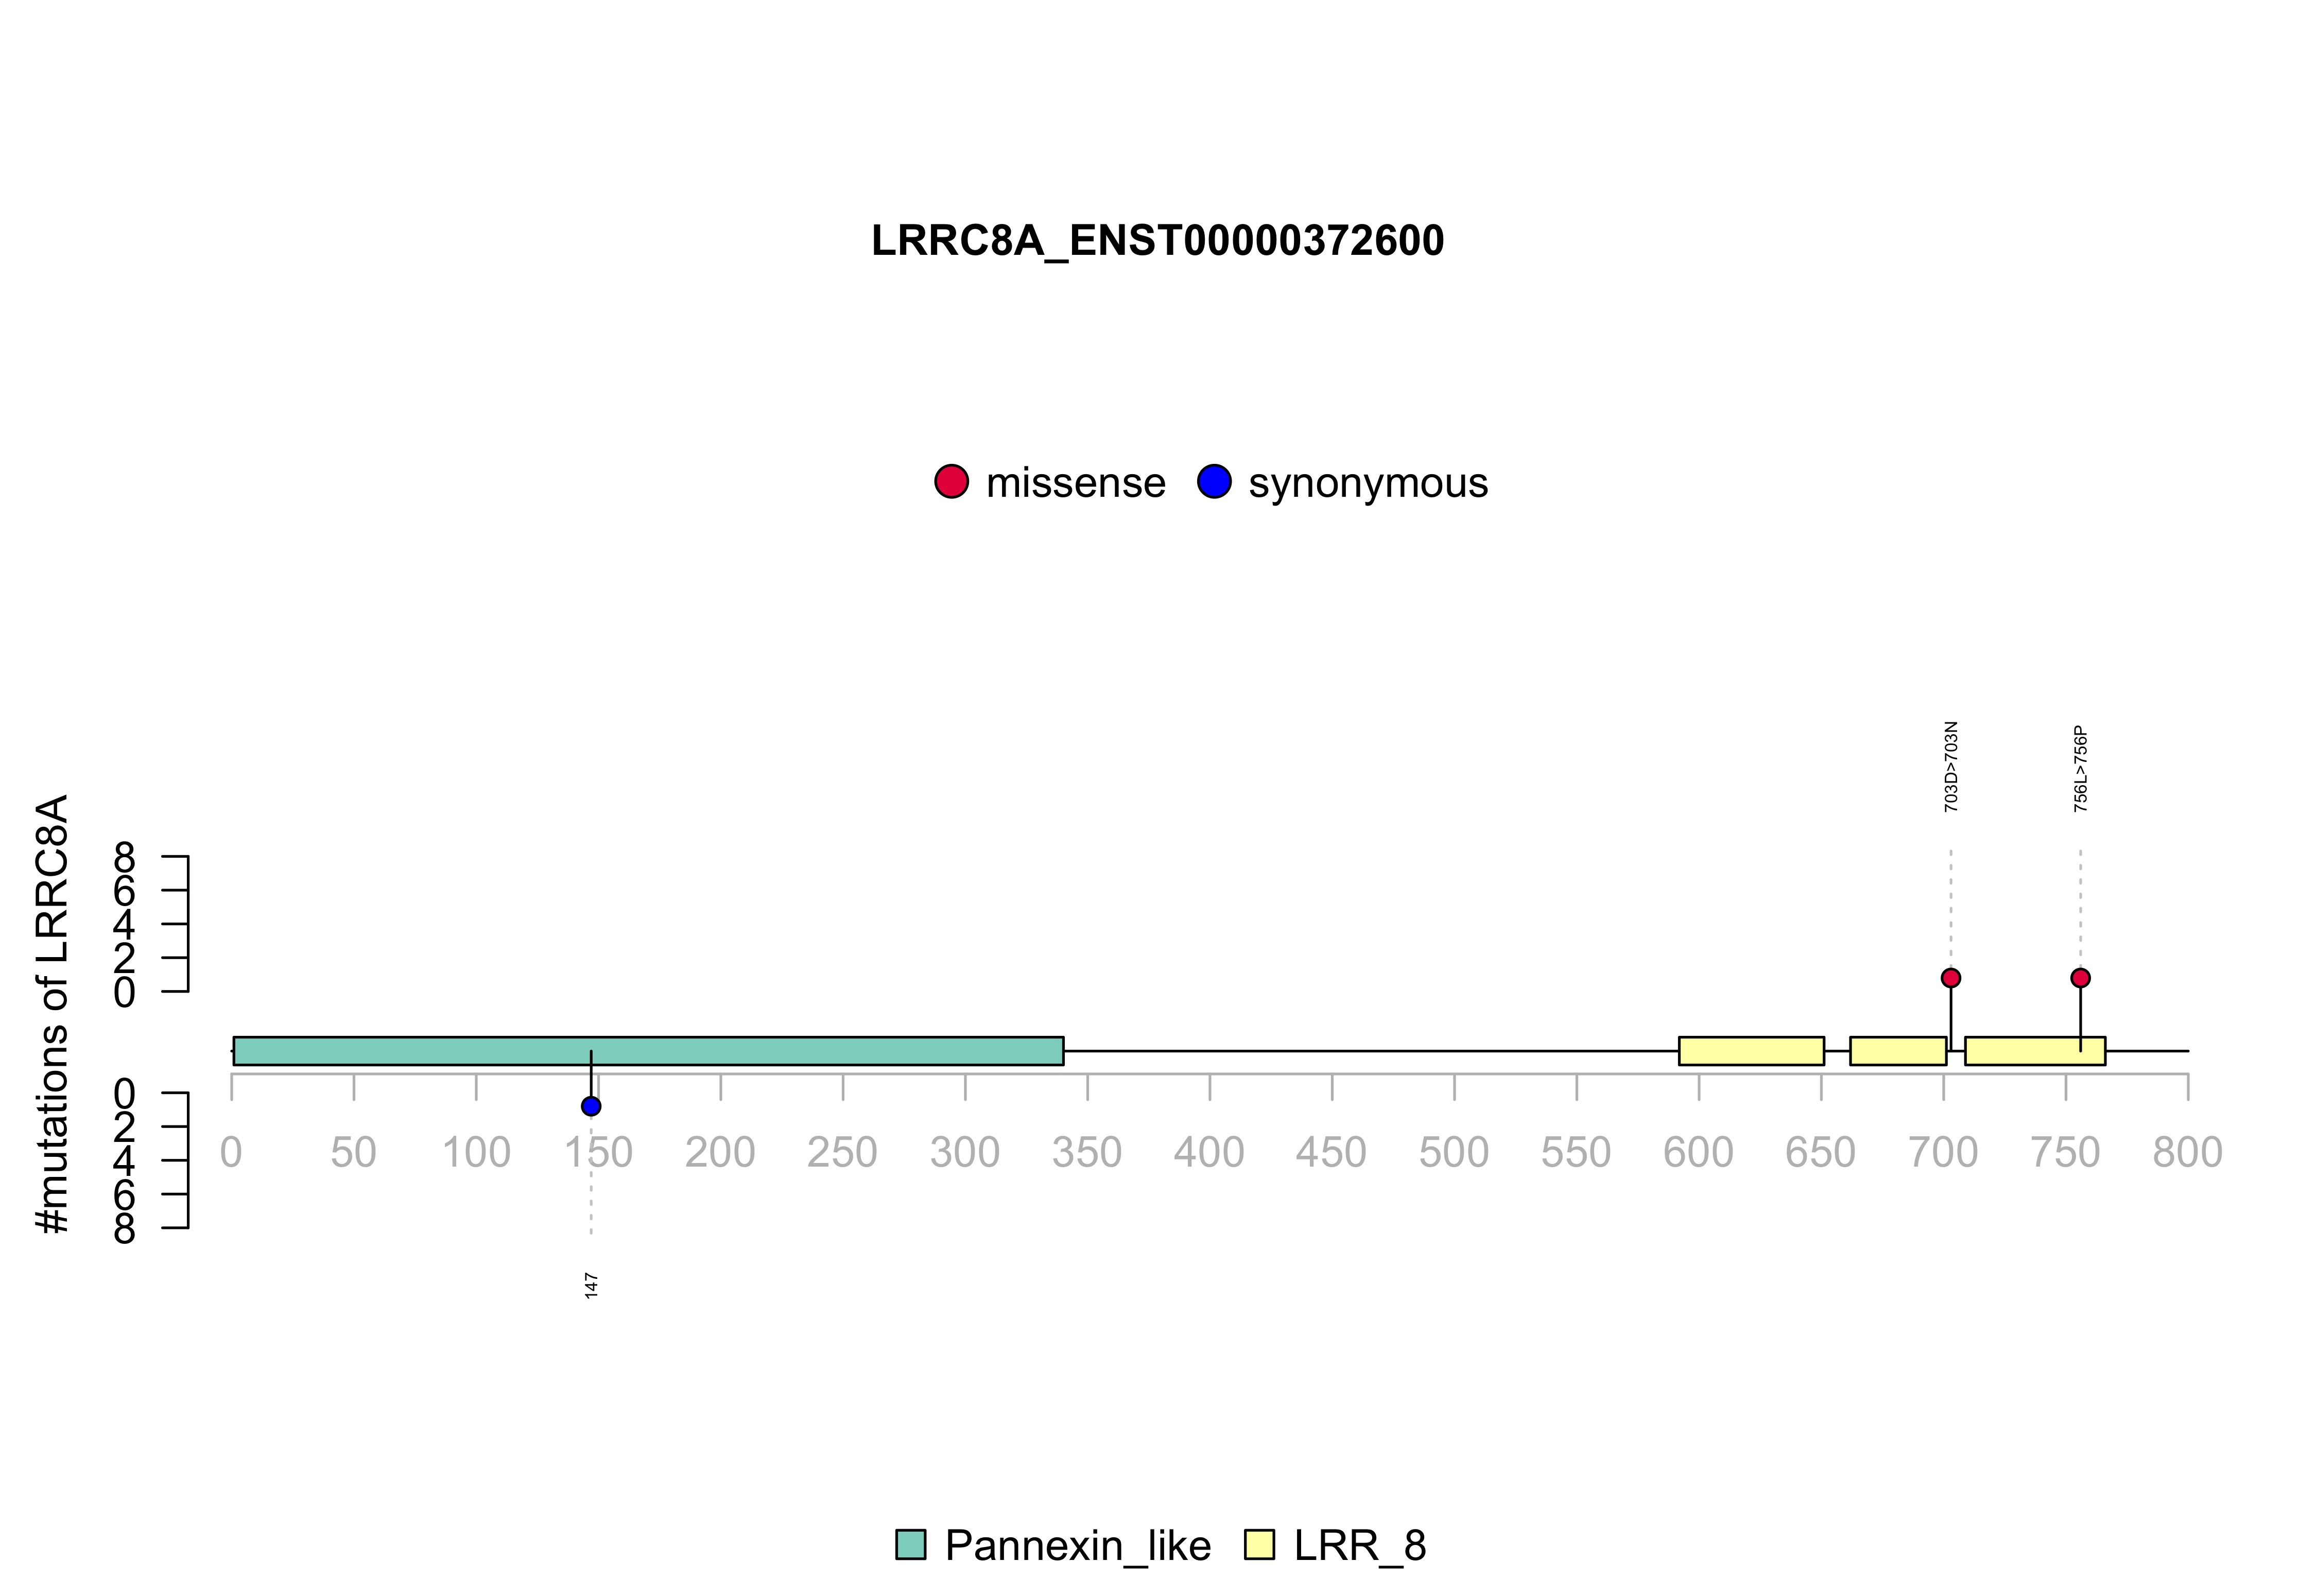 LRRC8A_ENST00000372600
missense synonymous
703D>703N
756L>756P
#mutations of LRRC8A
8
6
4
2
0
0
2
4
6
8
0 50 100 150 200 250 300 350 400 450 500 550 600 650 700 750 800
147
Pannexin_like LRR_8